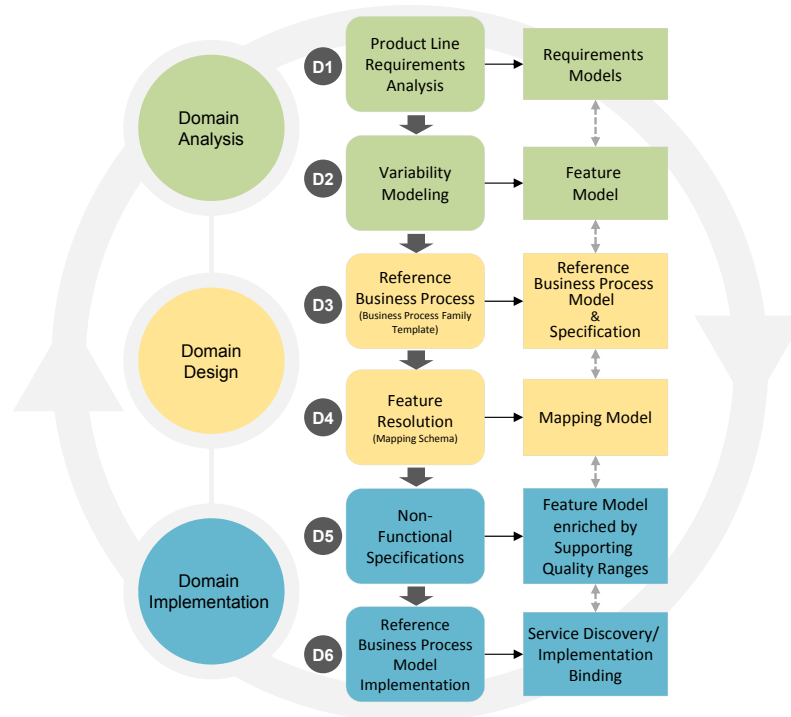 Domain
Analysis
D1
Product Line
Requirements
Analysis
Requirements
Models
D2
Variability
Modeling
Feature
Model
Domain
Design
D3
Reference
Business Process
(Business Process Family
Template)
Reference
Business Process
Model
&
Specification
D4
Feature
Resolution
(Mapping Schema)
Mapping Model
Domain
Implementation
D5
Non-
Functional
Specifications
Feature Model
enriched by
Supporting
Quality Ranges
D6
Reference
Business Process
Model
Implementation
Service Discovery/
Implementation
Binding